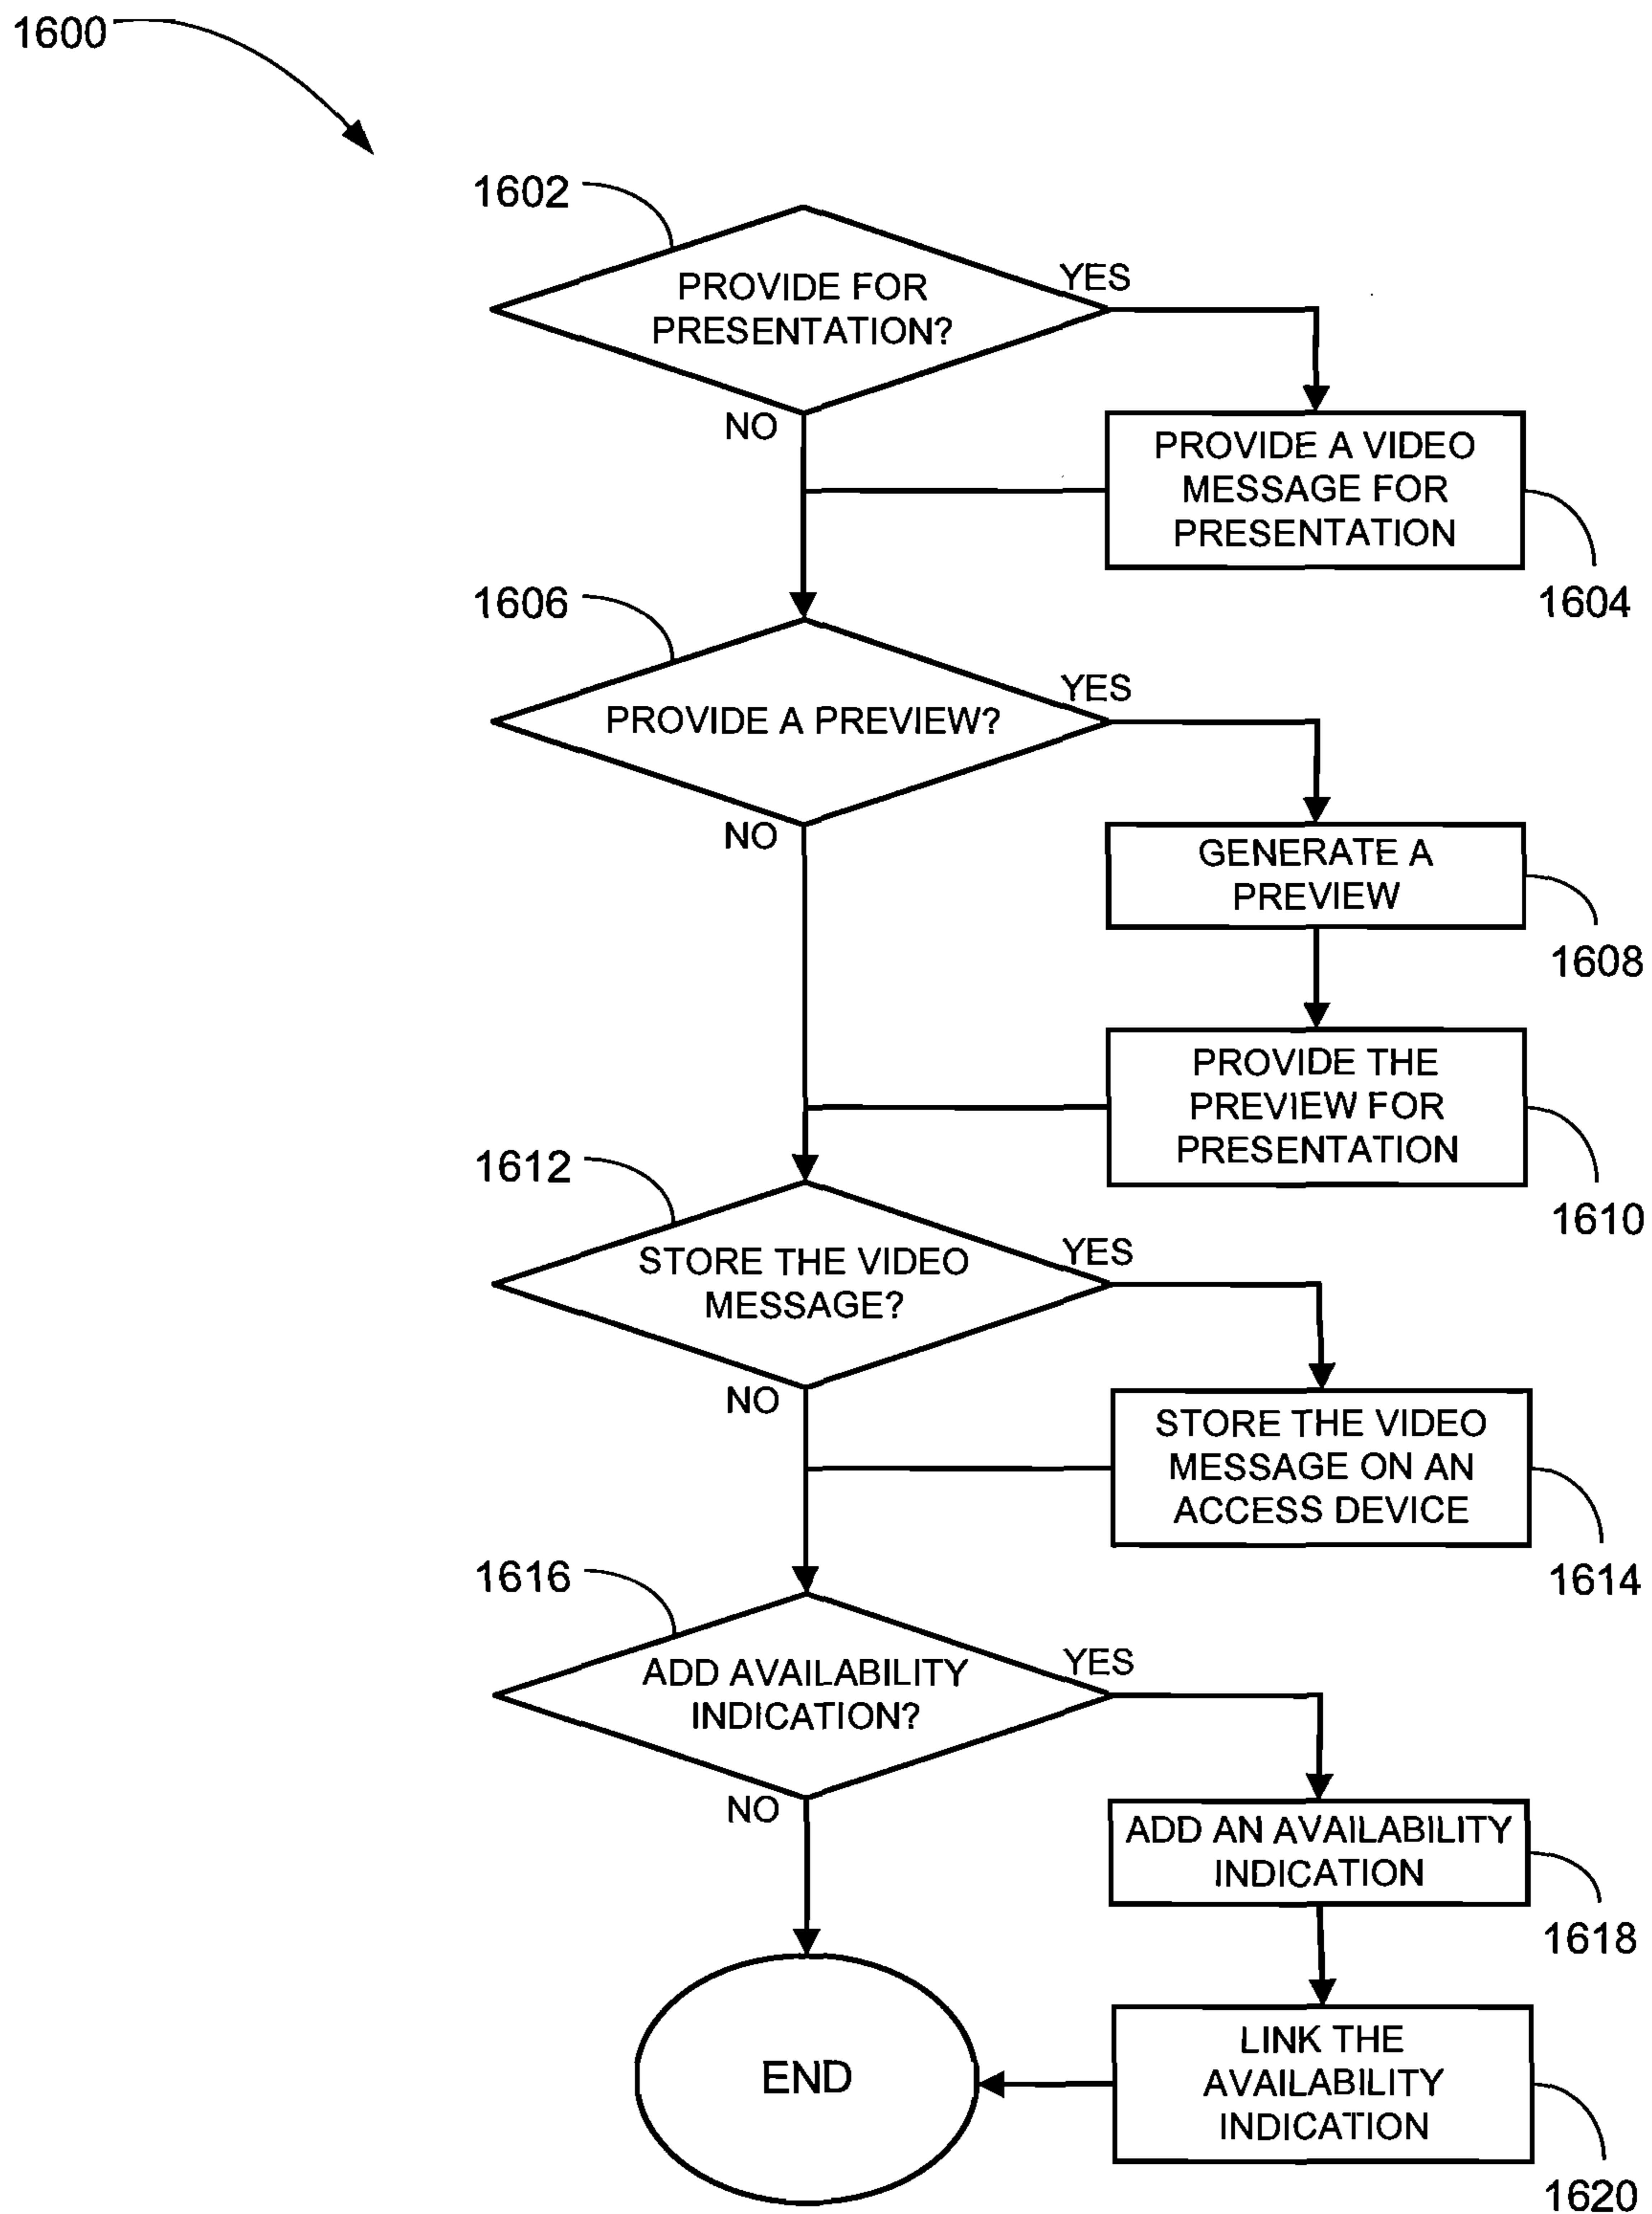 1600
1602
PROVIDE FOR
PRESENTATION?
YES
NO
PROVIDE A VIDEO
MESSAGE FOR
PRESENTATION
1604
1606
PROVIDE A PREVIEW?
YES
NO
GENERATE A
PREVIEW
1608
PROVIDE THE
PREVIEW FOR
PRESENTATION
1610
1612
STORE THE VIDEO
MESSAGE?
YES
NO
STORE THE VIDEO
MESSAGE ON AN
ACCESS DEVICE
1614
1616
ADD AVAILABILITY
INDICATION?
YES
NO
ADD AN AVAILABILITY
INDICATION
1618
END
LINK THE
AVAILABILITY
INDICATION
1620